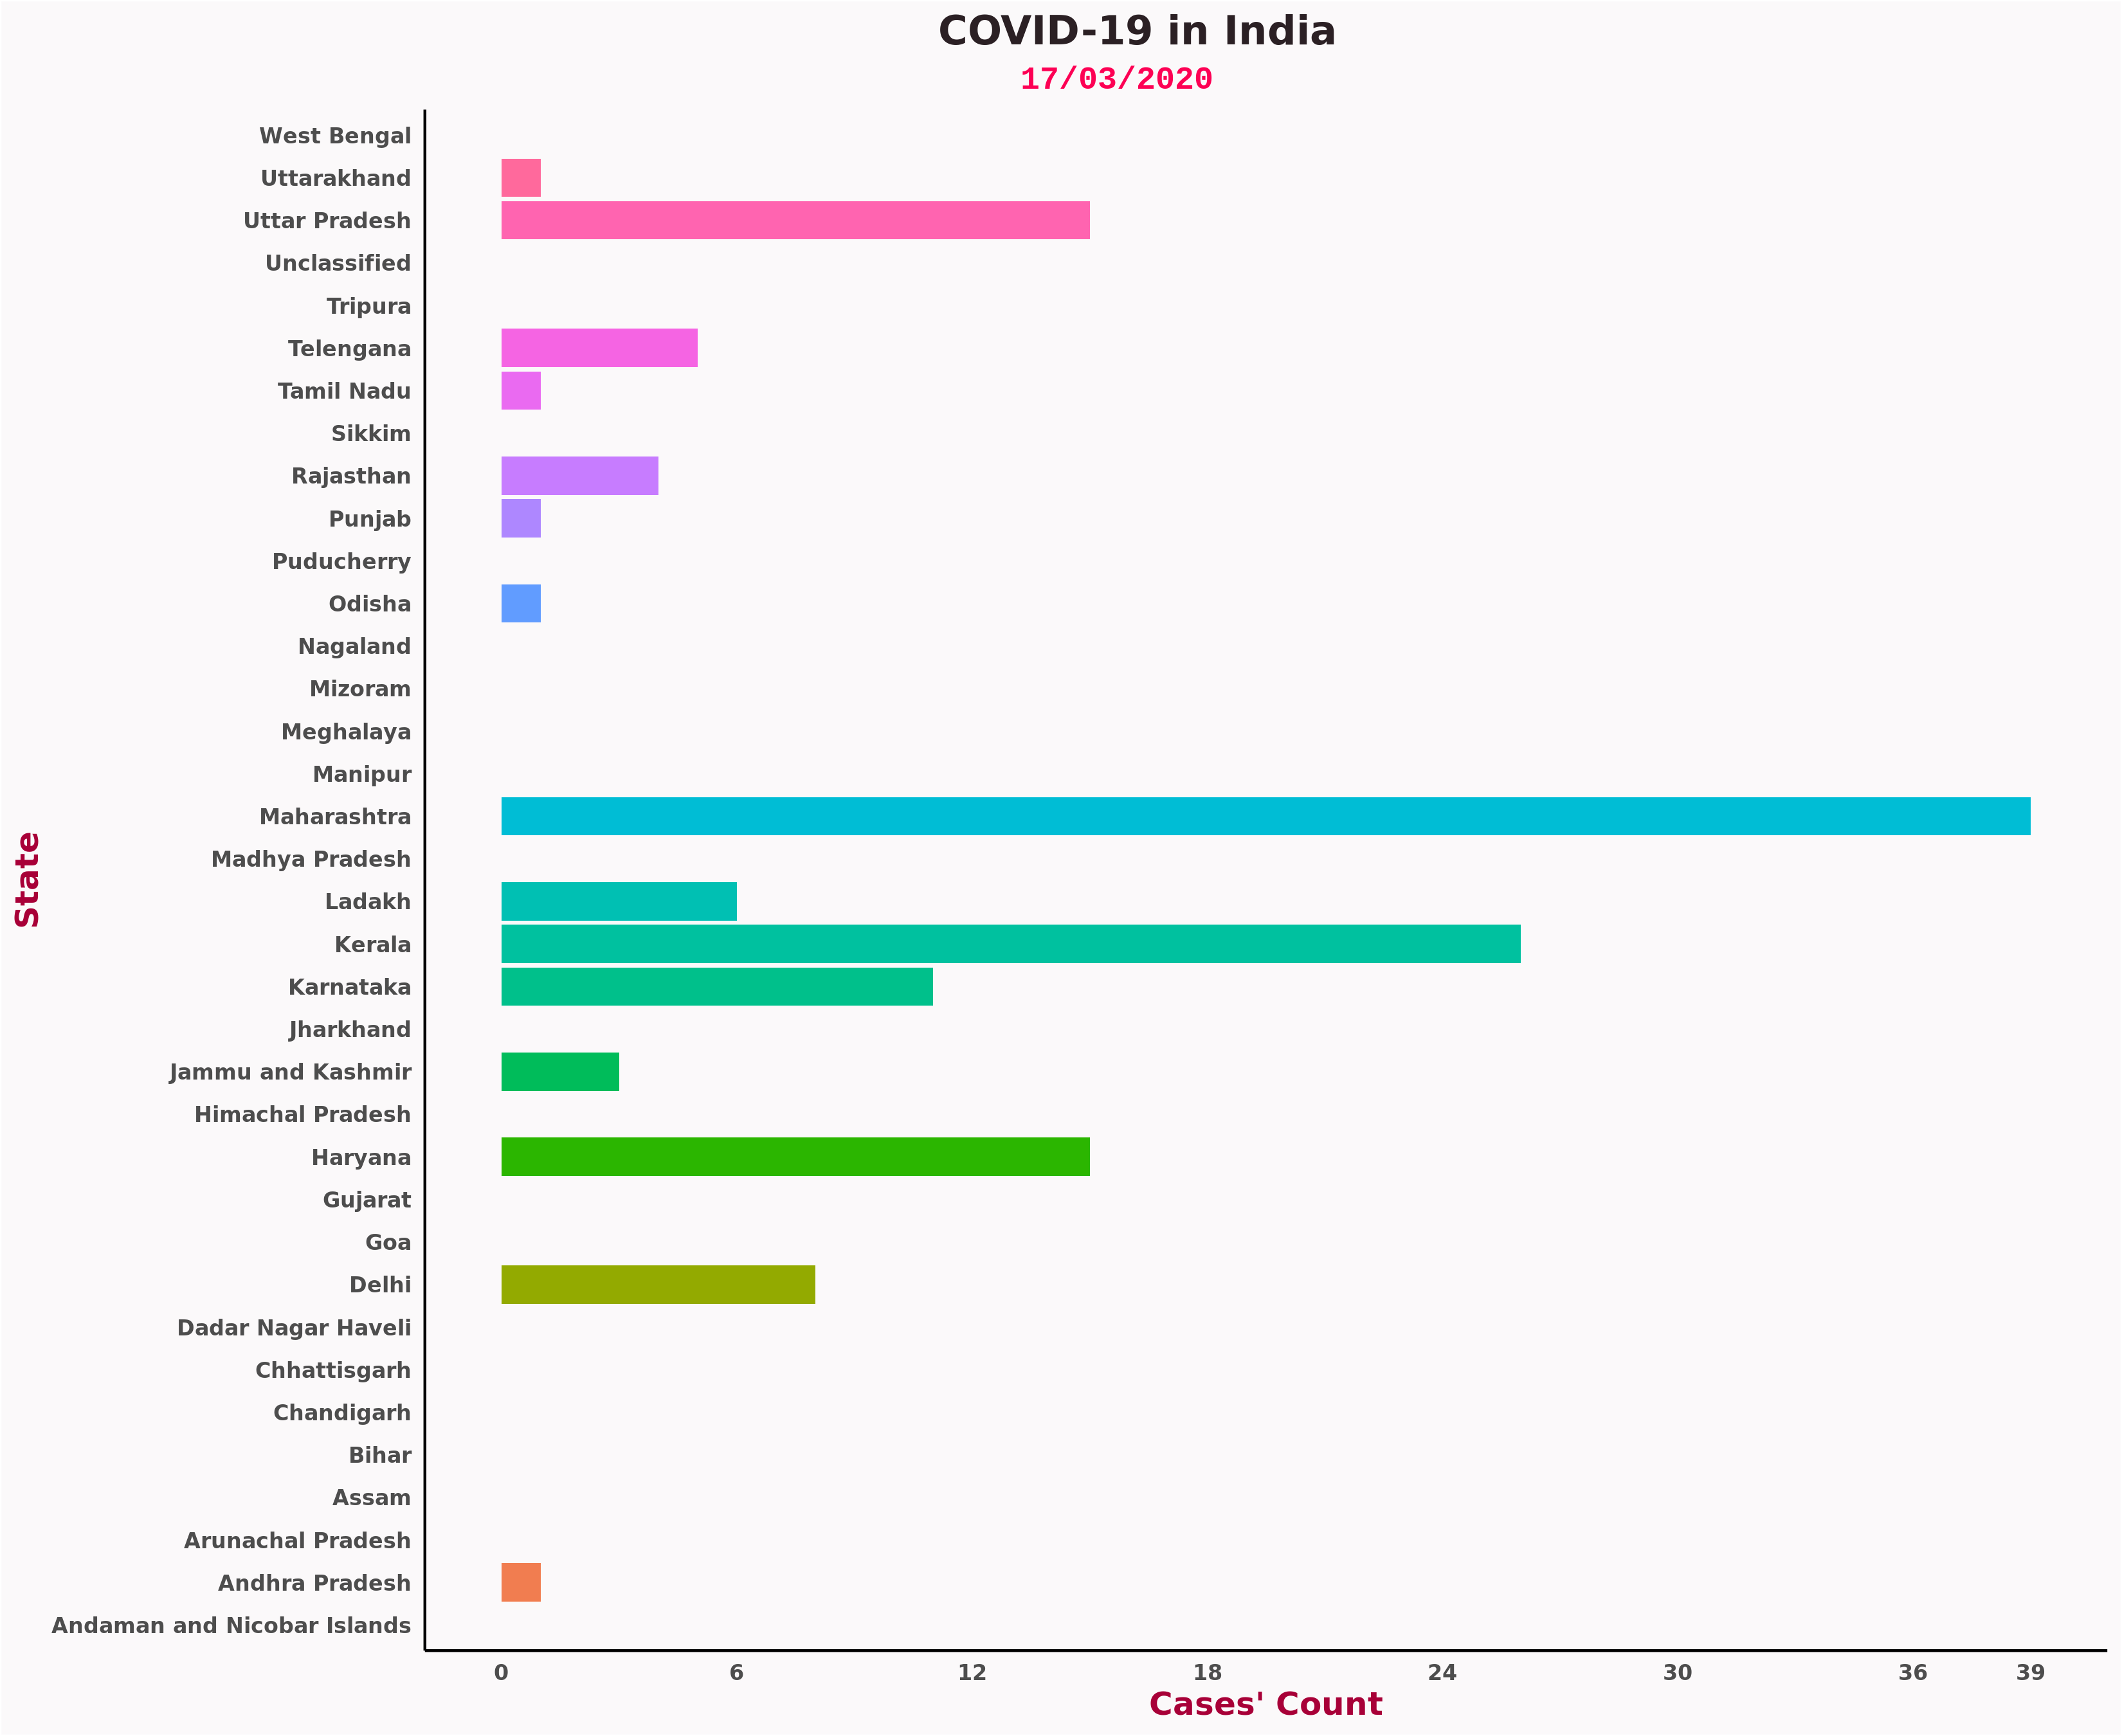 COVID-19 in India
17/03/2020
West Bengal
Uttarakhand
Uttar Pradesh
Unclassified
Tripura
Telengana
Tamil Nadu
Sikkim
Rajasthan
Punjab
Puducherry
Odisha
Nagaland
Mizoram
Meghalaya
Manipur
Maharashtra
Madhya Pradesh
Ladakh
Kerala
Karnataka
Jharkhand
Jammu and Kashmir
Himachal Pradesh
Haryana
Gujarat
Goa
Delhi
Dadar Nagar Haveli
Chhattisgarh
Chandigarh
Bihar
Assam
Arunachal Pradesh
Andhra Pradesh
Andaman and Nicobar Islands
State
0 6 12 18 24 30 36 39
Cases' Count